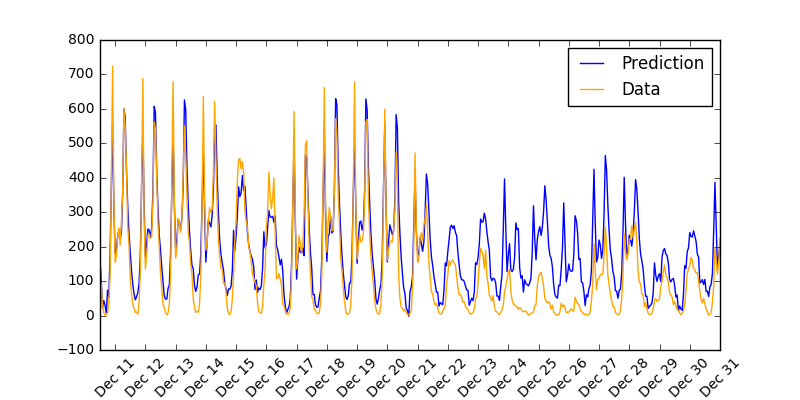 800
700
600
500
400
300
200
100
0
−100
Prediction
Data
Dec 11
Dec 12
Dec 13
Dec 14
Dec 15
Dec 16
Dec 17
Dec 18
Dec 19
Dec 20
Dec 21
Dec 22
Dec 23
Dec 24
Dec 25
Dec 26
Dec 27
Dec 28
Dec 29
Dec 30
Dec 31